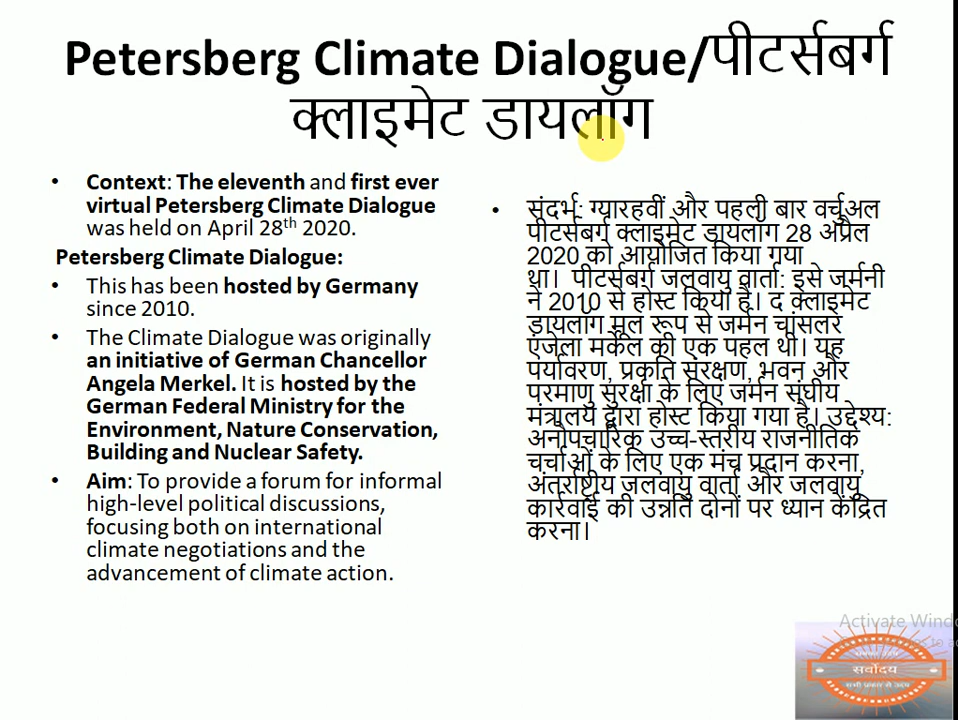 Petersberg Climate Dialogue/पीटर्सबर्ग
क्लाइमेट डायलॉग
• Context: The eleventh and first ever
virtual Petersberg Climate Dialogue
was held on April 28th 2020.
Petersberg Climate Dialogue:
• This has been hosted by Germany
since 2010.
• The Climate Dialogue was originally
an initiative of German Chancellor
Angela Merkel. It is hosted by the
German Federal Ministry for the
Environment, Nature Conservation,
Building and Nuclear Safety.
• Aim: To provide a forum for informal
high-level political discussions,
focusing both on international
climate negotiations and the
advancement of climate action.
• संदर्भ: ग्यारहवीं और पहली बार वर्चुअल
पीटर्सबर्ग क्लाइमेट डायलॉग 28 अप्रैल
2020 को आयोजित किया गया
था। पीटर्सबर्ग जलवायु वार्ता: इसे जर्मनी
ने 2010 से होस्ट किया है। द क्लाइमेट
डायलॉग मूल रूप से जर्मन चांसलर
एंजेला मर्केल की एक पहल थी। यह
पर्यावरण, प्रकृति संरक्षण, भवन और
परमाणु सुरक्षा के लिए जर्मन संघीय
मंत्रालय द्वारा होस्ट किया गया है। उद्देश्य:
अनौपचारिक उच्च-स्तरीय राजनीतिक
चर्चाओं के लिए एक मंच प्रदान करना,
अंतर्राष्ट्रीय जलवायु वार्ता और जलवायु
कार्रवाई की उन्नति दोनों पर ध्यान केंद्रित
करना।
Activate Windo
सर्वोदय